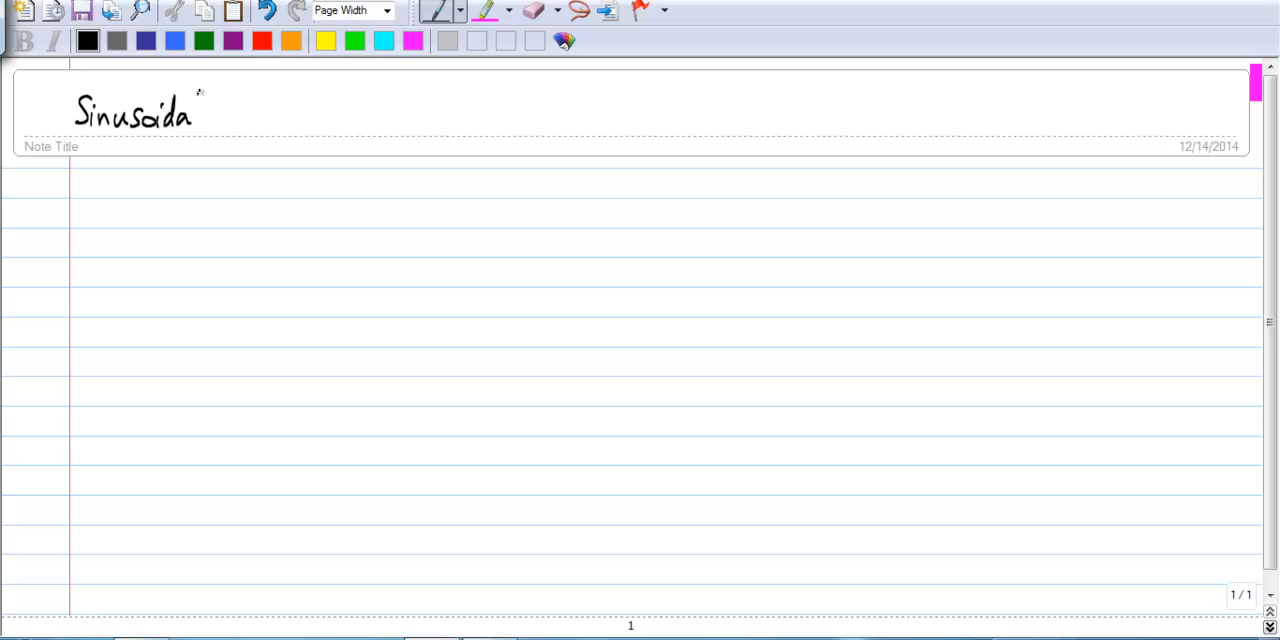 Page Width
B I
Sinusoida
Note Title 12/14/2014
1 / 1
1